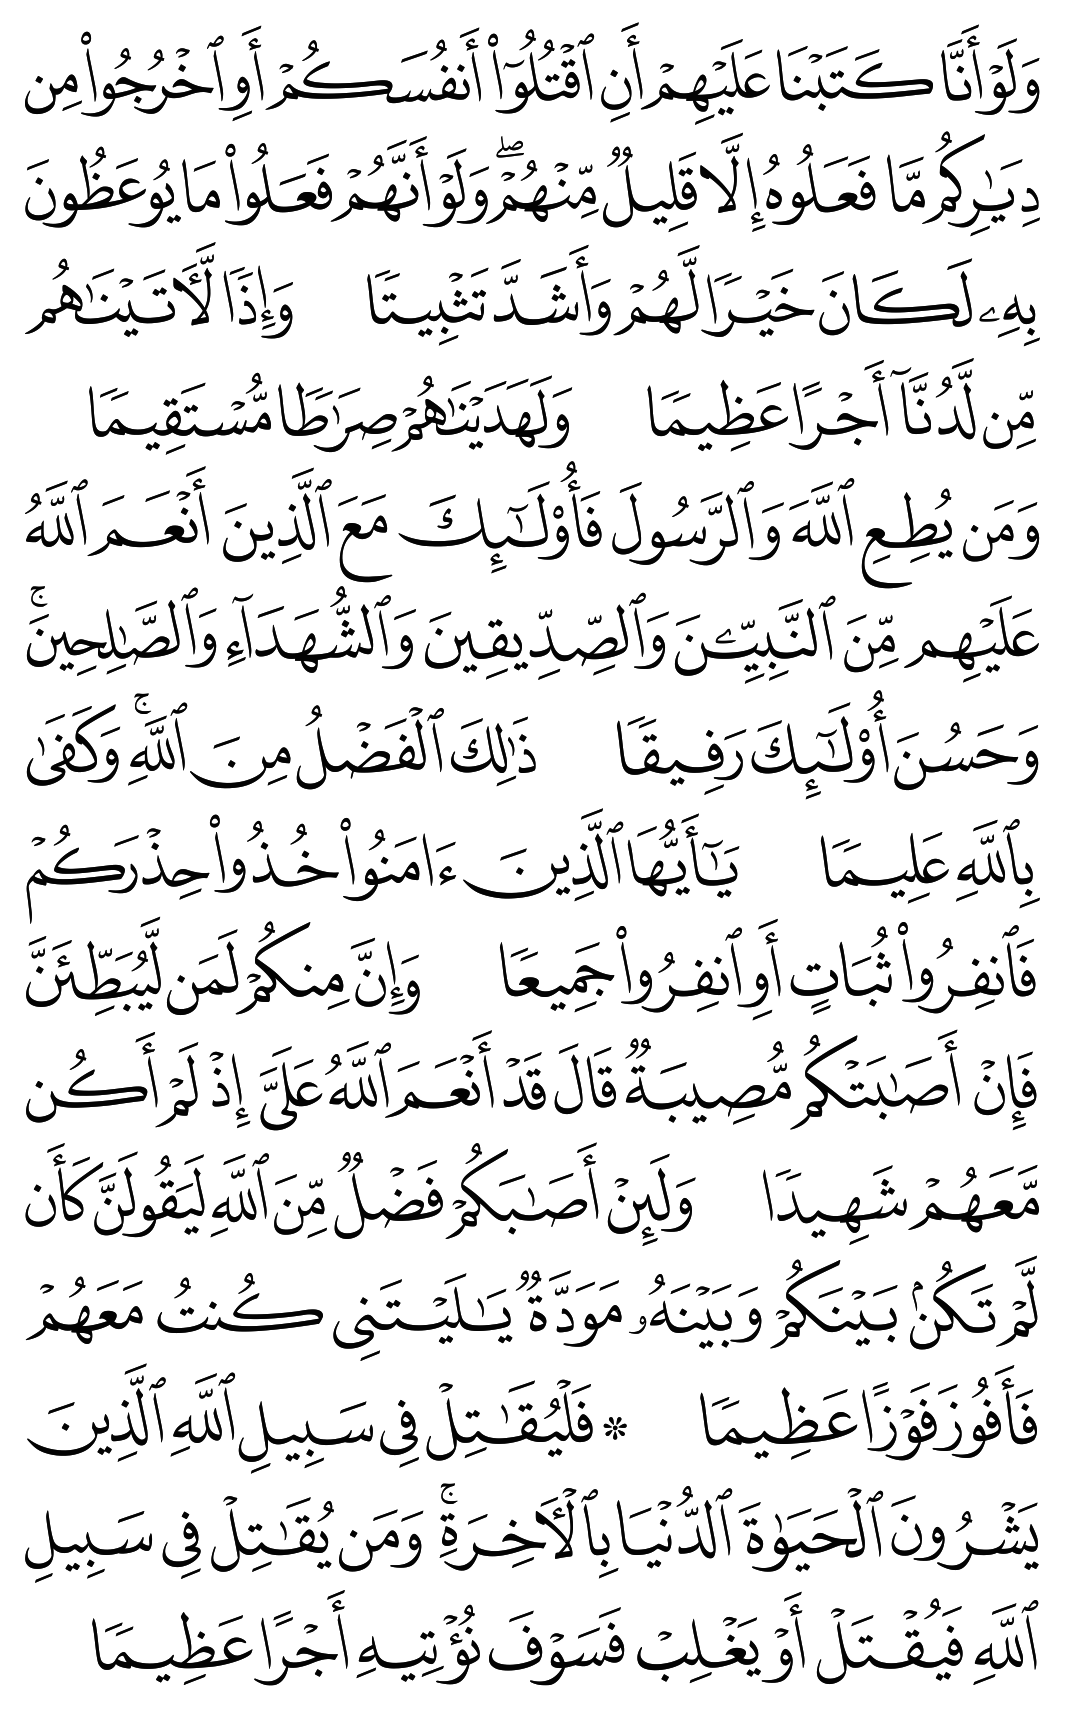 وَلَوۡ أَنَّا كَتَبۡنَا عَلَيۡهِمۡ أَنِ ٱقۡتُلُوٓاْ أَنفُسَكُمۡ أَوِ ٱخۡرُجُواْ مِن
دِيَٰرِكُم مَّا فَعَلُوهُ إِلَّا قَلِيلٞ مِّنۡهُمۡۖ وَلَوۡ أَنَّهُمۡ فَعَلُواْ مَا يُوعَظُونَ
بِهِۦ لَكَانَ خَيۡرٗا لَّهُمۡ وَأَشَدَّ تَثۡبِيتٗا وَإِذٗا لَّأٓتَيۡنَٰهُم
مِّن لَّدُنَّآ أَجۡرًا عَظِيمٗا وَلَهَدَيۡنَٰهُمۡ صِرَٰطٗا مُّسۡتَقِيمٗا
وَمَن يُطِعِ ٱللَّهَ وَٱلرَّسُولَ فَأُوْلَٰٓئِكَ مَعَ ٱلَّذِينَ أَنۡعَمَ ٱللَّهُ
عَلَيۡهِم مِّنَ ٱلنَّبِيِّـۧنَ وَٱلصِّدِّيقِينَ وَٱلشُّهَدَآءِ وَٱلصَّٰلِحِينَۚ
وَحَسُنَ أُوْلَٰٓئِكَ رَفِيقٗا ذَٰلِكَ ٱلۡفَضۡلُ مِنَ ٱللَّهِۚ وَكَفَىٰ
بِٱللَّهِ عَلِيمٗا يَٰٓأَيُّهَا ٱلَّذِينَ ءَامَنُواْ خُذُواْ حِذۡرَكُمۡ
فَٱنفِرُواْ ثُبَاتٍ أَوِ ٱنفِرُواْ جَمِيعٗا وَإِنَّ مِنكُمۡ لَمَن لَّيُبَطِّئَنَّ
فَإِنۡ أَصَٰبَتۡكُم مُّصِيبَةٞ قَالَ قَدۡ أَنۡعَمَ ٱللَّهُ عَلَيَّ إِذۡ لَمۡ أَكُن
مَّعَهُمۡ شَهِيدٗا وَلَئِنۡ أَصَٰبَكُمۡ فَضۡلٞ مِّنَ ٱللَّهِ لَيَقُولَنَّ كَأَن
لَّمۡ تَكُنۢ بَيۡنَكُمۡ وَبَيۡنَهُۥ مَوَدَّةٞ يَٰلَيۡتَنِي كُنتُ مَعَهُمۡ
فَأَفُوزَ فَوۡزًا عَظِيمٗا ۞ فَلۡيُقَٰتِلۡ فِي سَبِيلِ ٱللَّهِ ٱلَّذِينَ
يَشۡرُونَ ٱلۡحَيَوٰةَ ٱلدُّنۡيَا بِٱلۡأٓخِرَةِۚ وَمَن يُقَٰتِلۡ فِي سَبِيلِ
ٱللَّهِ فَيُقۡتَلۡ أَوۡ يَغۡلِبۡ فَسَوۡفَ نُؤۡتِيهِ أَجۡرًا عَظِيمٗا